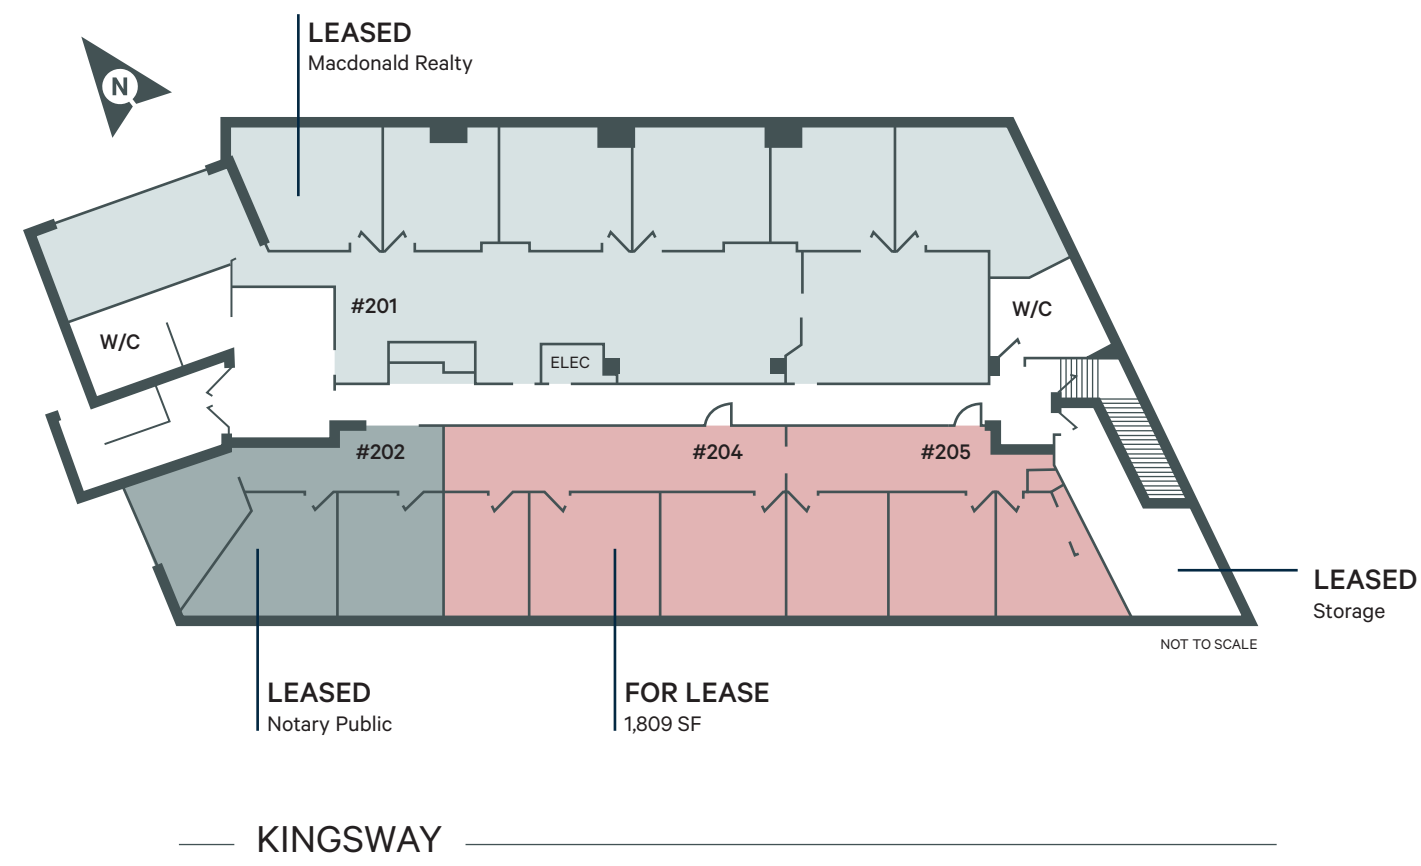 LEASED
Macdonald Realty
N
#201
W/C
W/C
ELEC
#202
#204
#205
LEASED
Storage
NOT TO SCALE
LEASED
Notary Public
FOR LEASE
1,809 SF
KINGSWAY